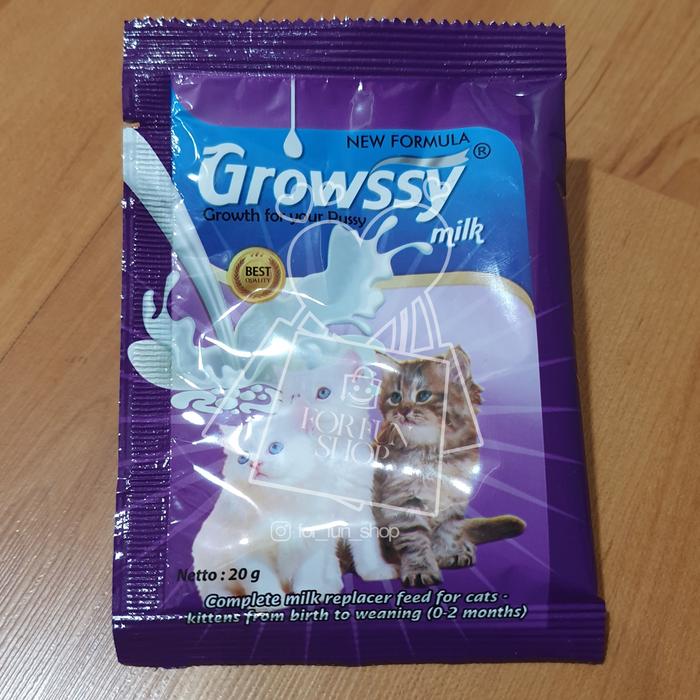 NEW FORMULA
Growssy®
Growth for your Pussy
milk
BEST
QUALITY
FOR FUN
SHOP
for_fun_shop
Netto : 20 g
Complete milk replacer feed for cats -
kittens from birth to weaning (0-2 months)